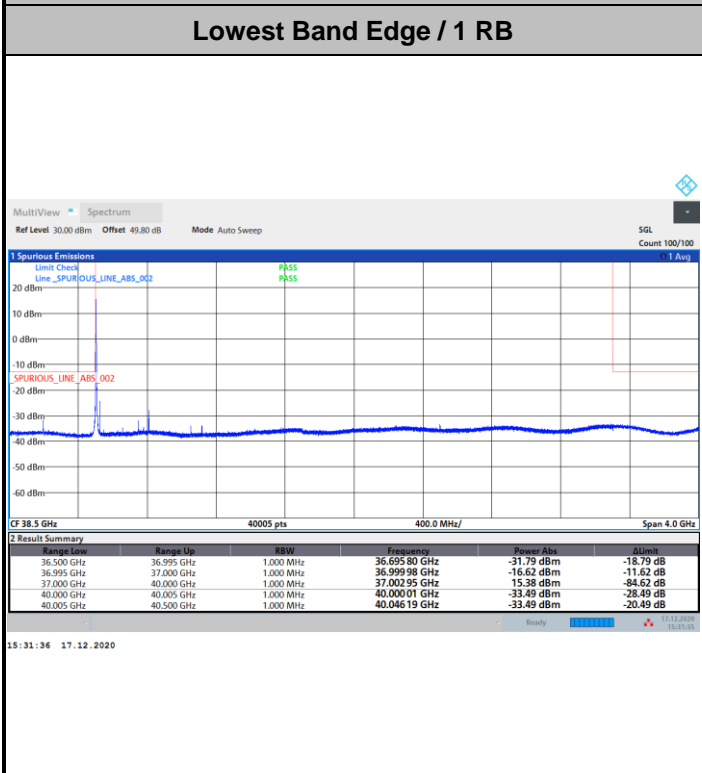 Lowest Band Edge / 1 RB
MultiView Spectrum
Ref Level 30.00 dBm Offset 49.80 dB Mode Auto Sweep SGL
Count 100/100
1 Spurious Emissions 1 Avg
Limit Check PASS
Line _SPURIOUS_LINE_ABS_002 PASS
20 dBm
10 dBm
0 dBm
-10 dBm
_SPURIOUS_LINE_ABS_002
-20 dBm
-30 dBm
-40 dBm
-50 dBm
-60 dBm
CF 38.5 GHz 40005 pts 400.0 MHz/ Span 4.0 GHz
2 Result Summary
Range Low Range Up RBW Frequency Power Abs ΔLimit
36.500 GHz 36.995 GHz 1.000 MHz 36.695 80 GHz -31.79 dBm -18.79 dB
36.995 GHz 37.000 GHz 1.000 MHz 36.999 98 GHz -16.62 dBm -11.62 dB
37.000 GHz 40.000 GHz 1.000 MHz 37.002 95 GHz 15.38 dBm -84.62 dB
40.000 GHz 40.005 GHz 1.000 MHz 40.000 01 GHz -33.49 dBm -28.49 dB
40.005 GHz 40.500 GHz 1.000 MHz 40.046 19 GHz -33.49 dBm -20.49 dB
Ready 17.12.2020
15:31:35
15:31:36 17.12.2020